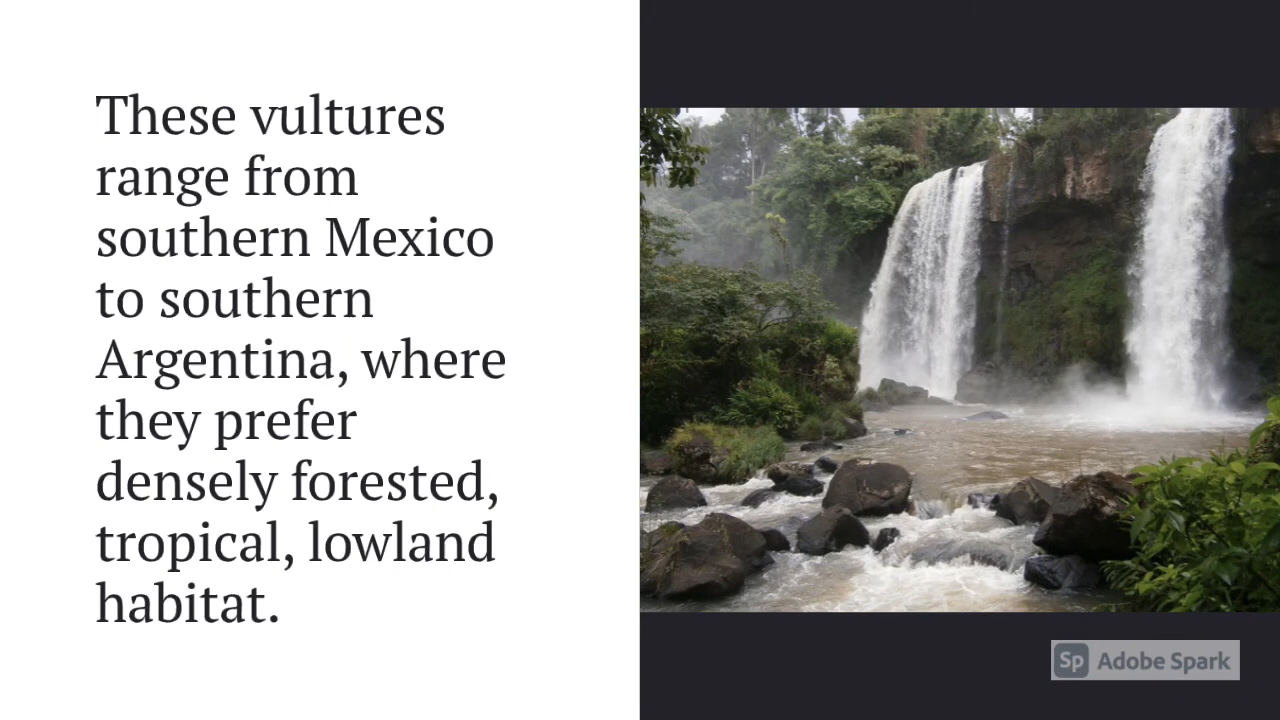 These vultures
range from
southern Mexico
to southern
Argentina, where
they prefer
densely forested,
tropical, lowland
habitat.
Sp Adobe Spark